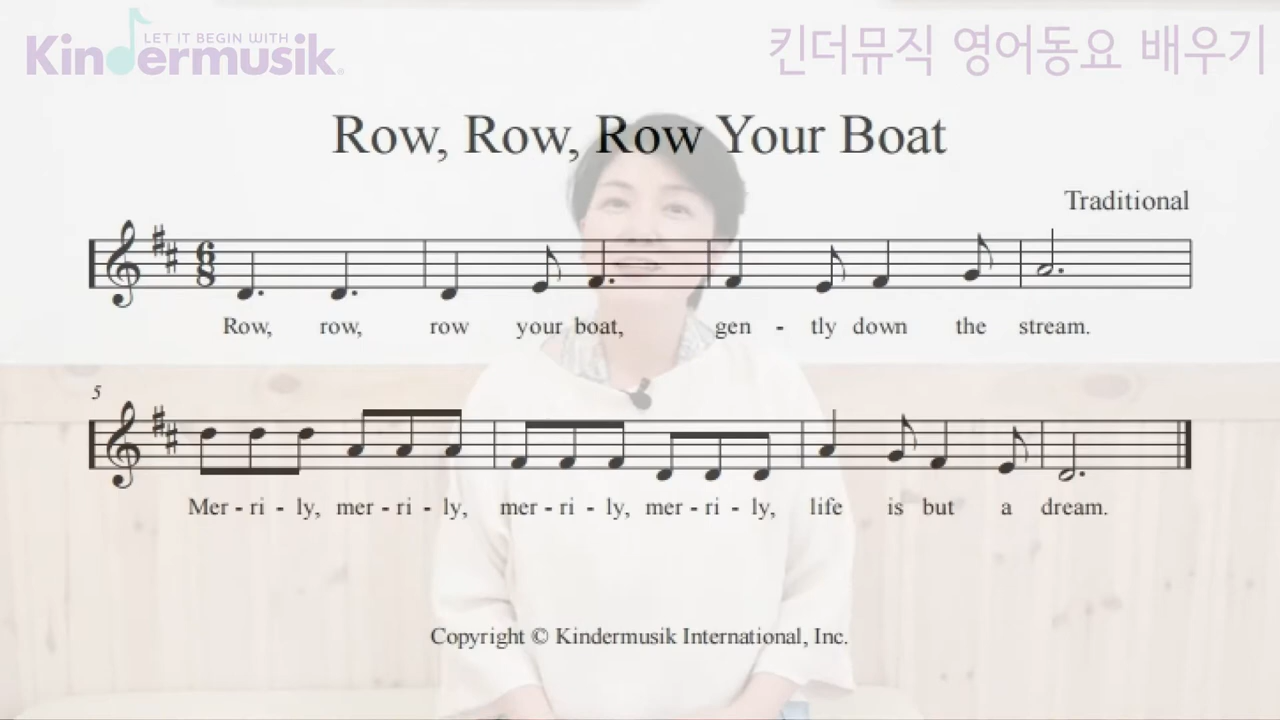 LET IT BEGIN WITH
Kindermusik®
킨더뮤직 영어동요 배우기
Row, Row, Row Your Boat
Traditional
6
8
Row, row, row your boat, gen - tly down the stream.
5
Mer - ri - ly, mer - ri - ly, mer - ri - ly, mer - ri - ly, life is but a dream.
Copyright © Kindermusik International, Inc.